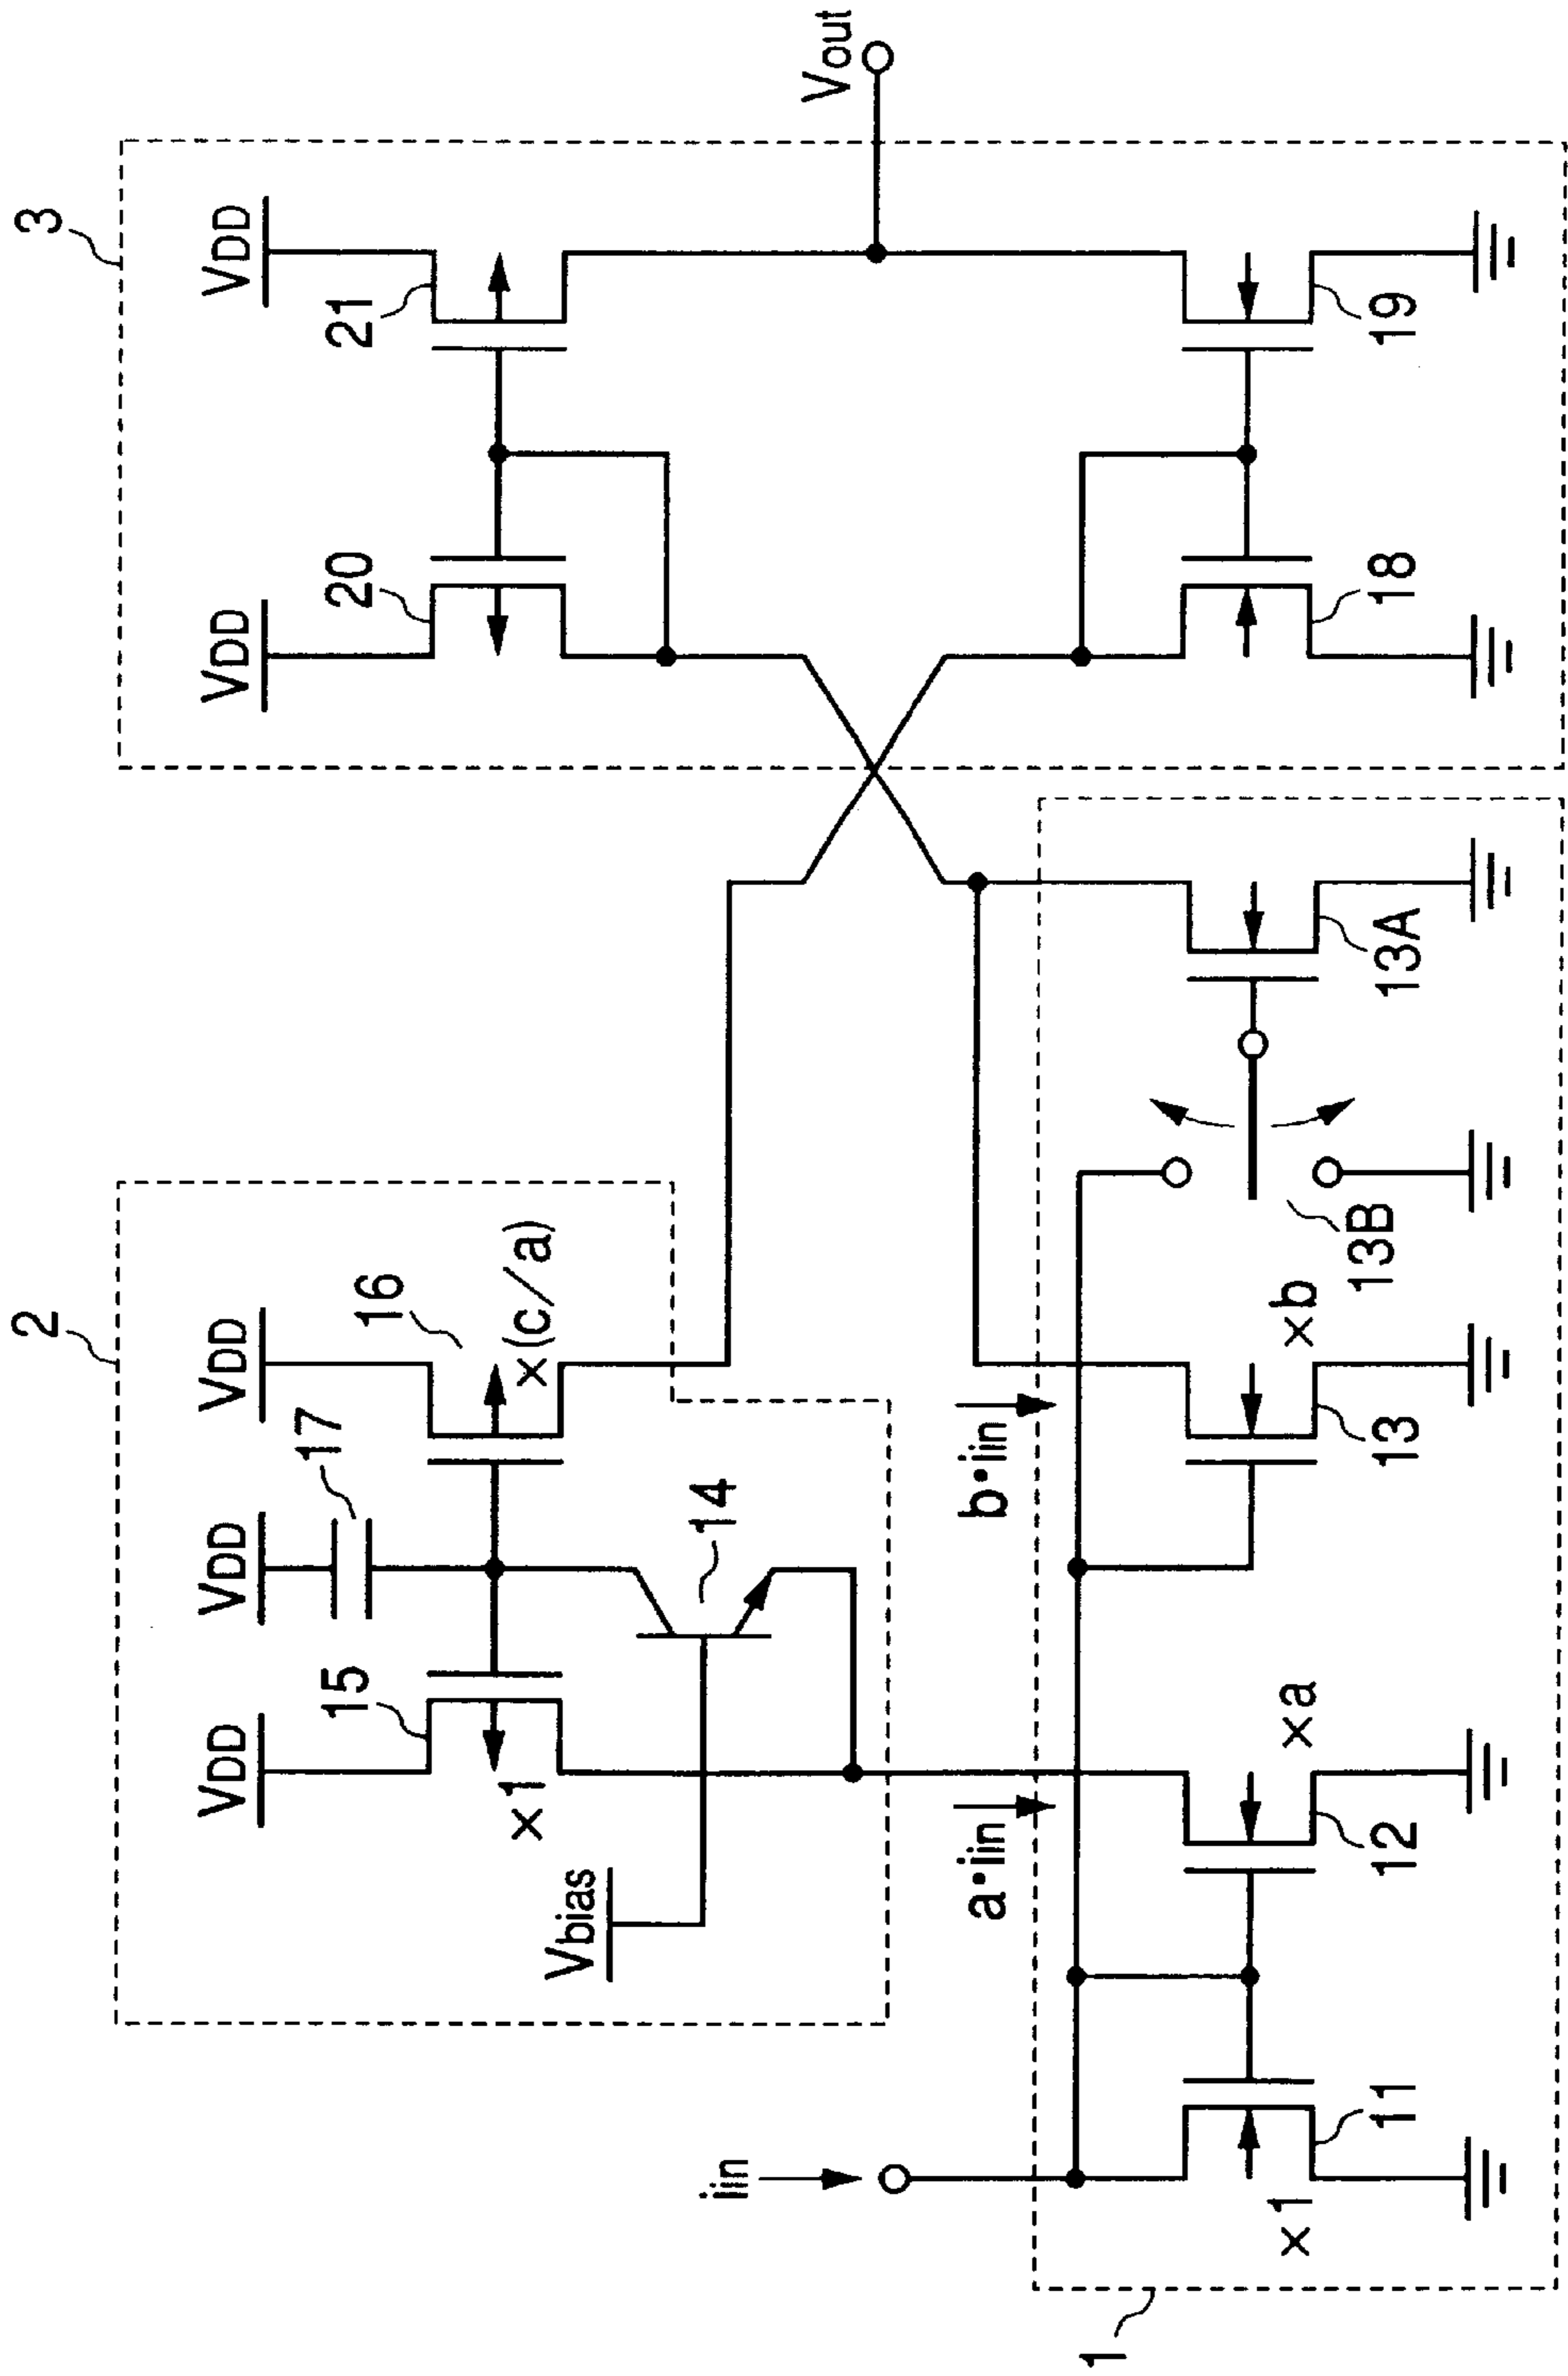 2
3
VDD
VDD
VDD
VDD
VDD
15
17
16
20
21
×1
×(c/a)
Vbias
14
Vout
iin
a•iin
b•iin
1
×1
11
12
×a
13
×b
13B
13A
18
19